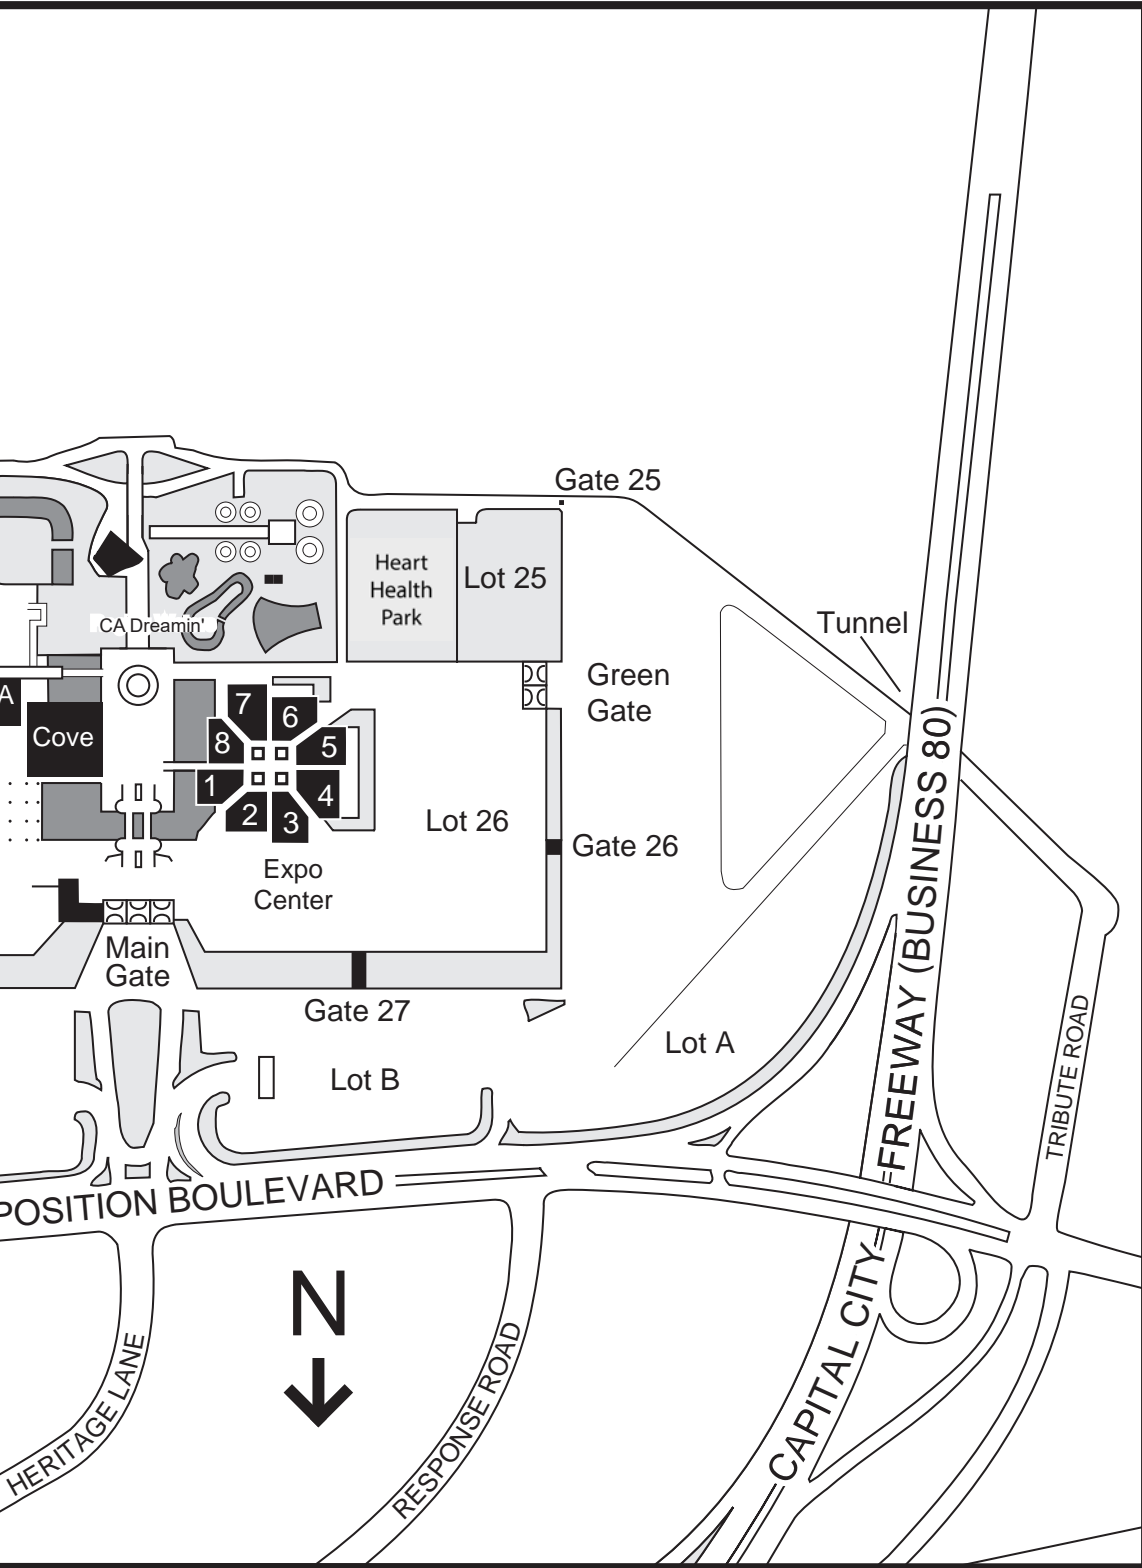 Gate 25
Heart
Health
Park
Lot 25
CA Dreamin'
Tunnel
Green
Gate
A
Cove
7
6
8
5
1
4
2
3
Lot 26
Gate 26
Expo
Center
Main
Gate
Gate 27
Lot A
Lot B
FREEWAY (BUSINESS 80)
TRIBUTE ROAD
POSITION BOULEVARD
CAPITAL CITY
N
HERITAGE LANE
RESPONSE ROAD